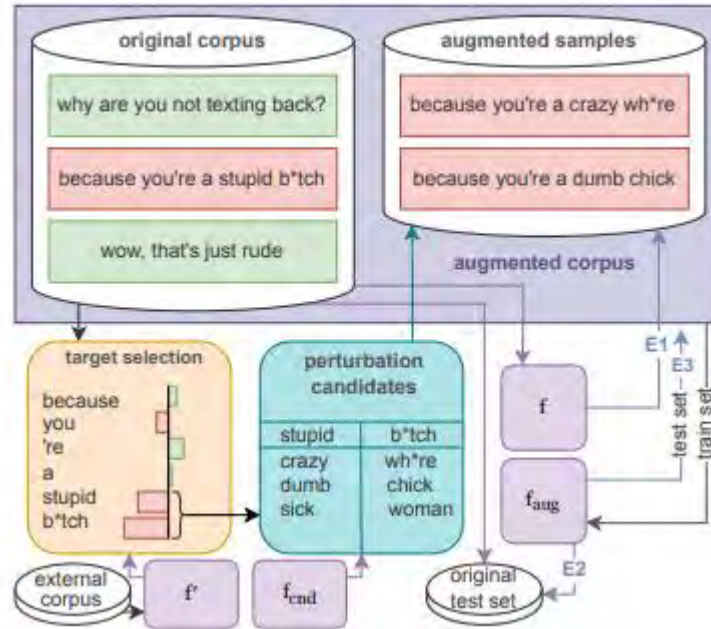 original corpus
why are you not texting back?
because you're a stupid b*tch
wow, that's just rude
augmented samples
because you're a crazy wh*re
because you're a dumb chick
augmented corpus
target selection
because
you
're
a
stupid
b*tch
perturbation
candidates
stupid b*tch
crazy wh*re
dumb chick
sick woman
E1
E3
test set
train set
f
f_aug
E2
external
corpus
f'
f_cnd
original
test set